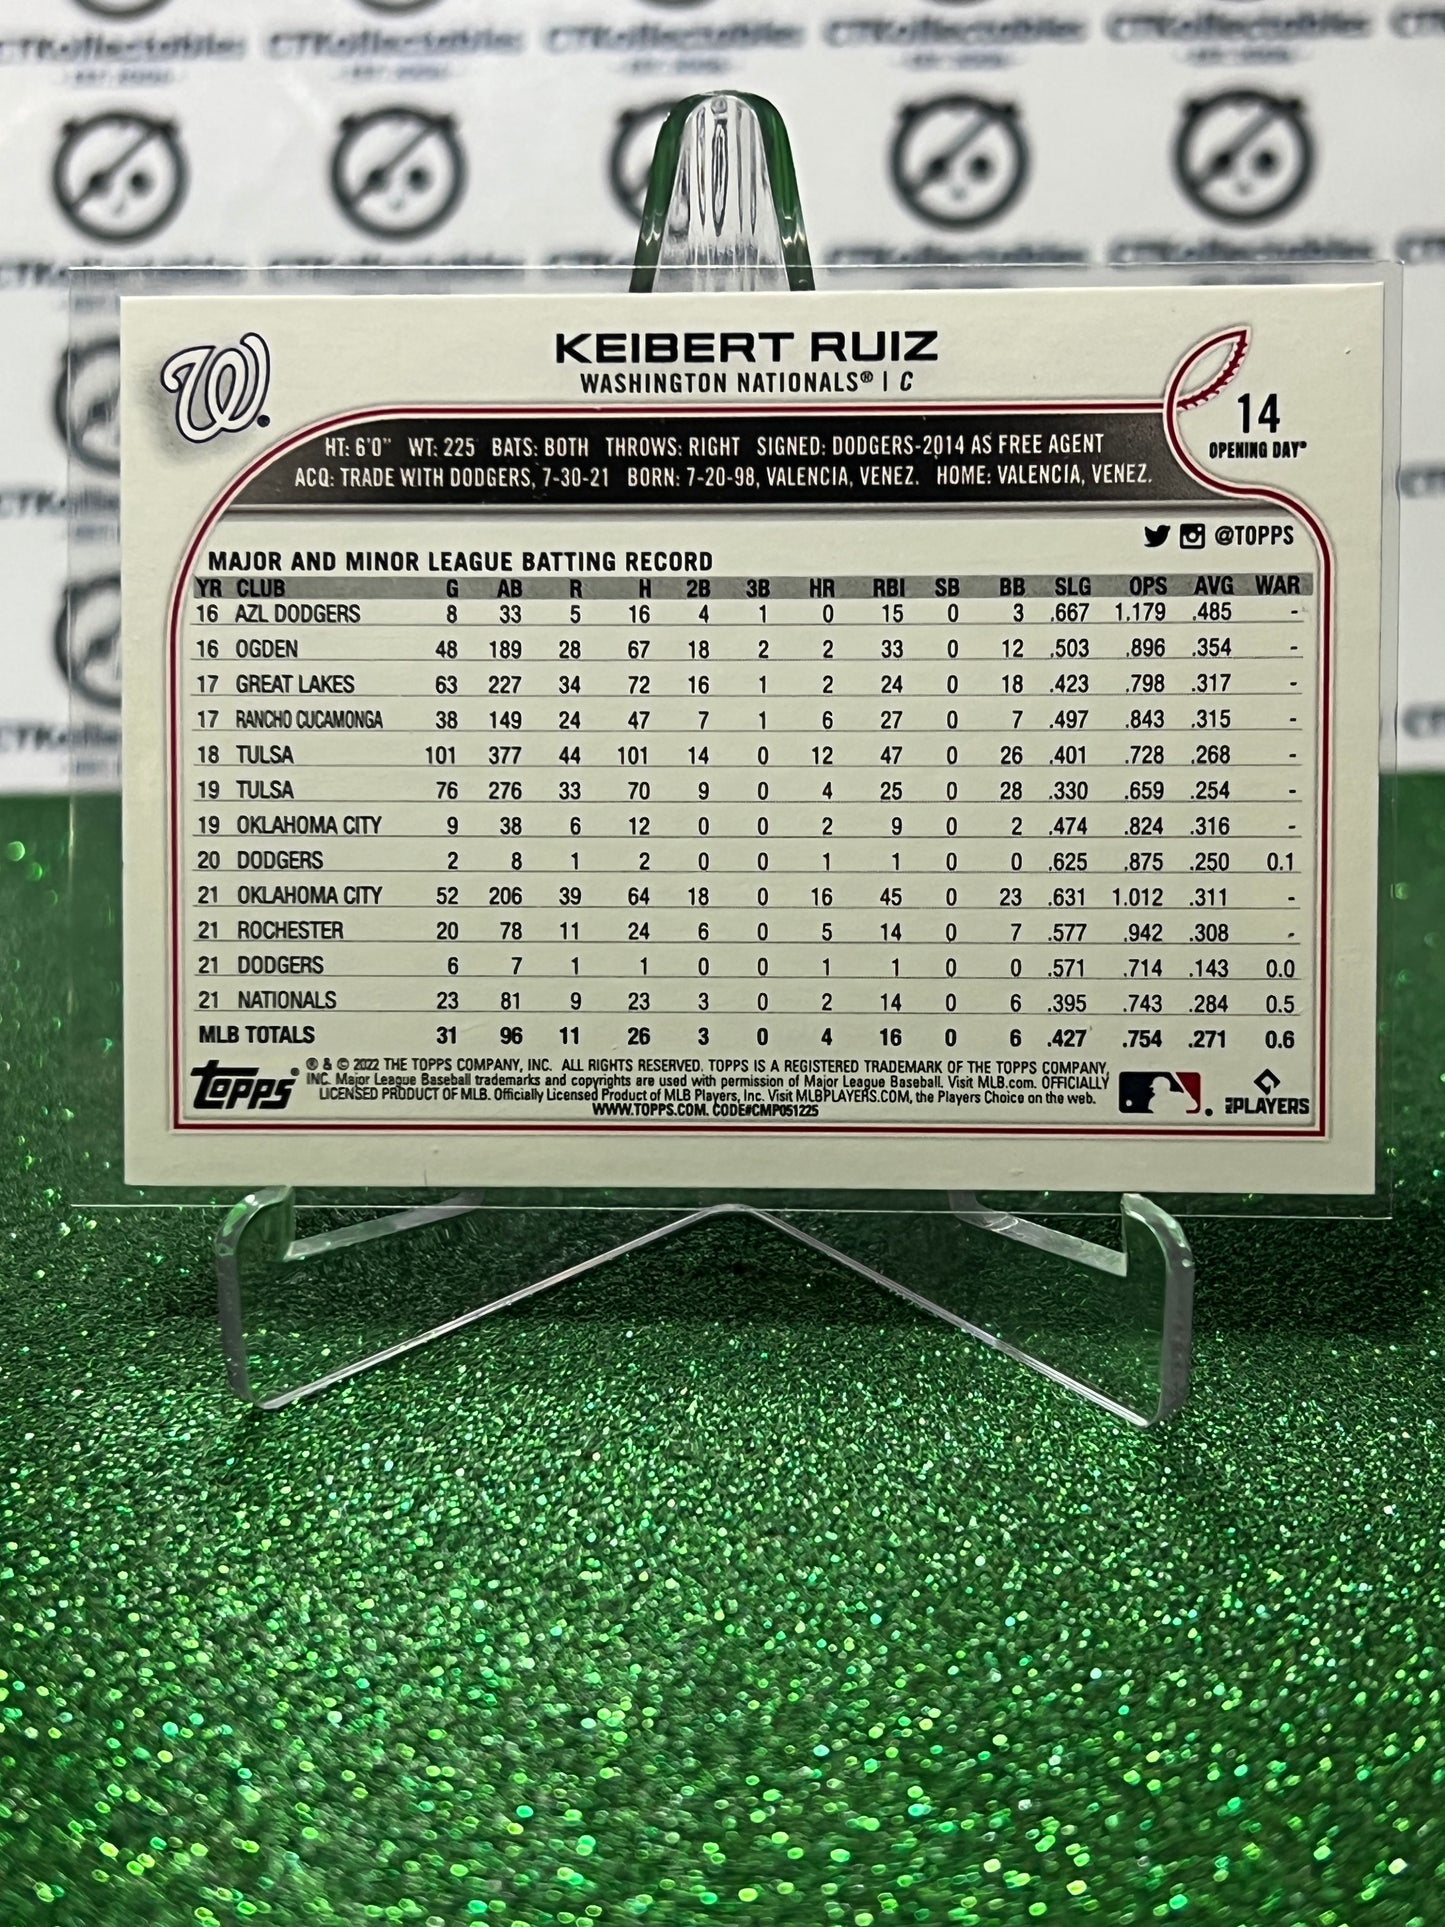 CTKollectables CTKollectables CTKollectables CTKollectables
KEIBERT RUIZ
WASHINGTON NATIONALS® | C
W®
14
OPENING DAY®
HT: 6'0" WT: 225 BATS: BOTH THROWS: RIGHT SIGNED: DODGERS-2014 AS FREE AGENT
ACQ: TRADE WITH DODGERS, 7-30-21 BORN: 7-20-98, VALENCIA, VENEZ. HOME: VALENCIA, VENEZ.
@TOPPS
MAJOR AND MINOR LEAGUE BATTING RECORD
YR CLUB G AB R H 2B 3B HR RBI SB BB SLG OPS AVG WAR
16 AZL DODGERS 8 33 5 16 4 1 0 15 0 3 .667 1.179 .485 -
16 OGDEN 48 189 28 67 18 2 2 33 0 12 .503 .896 .354 -
17 GREAT LAKES 63 227 34 72 16 1 2 24 0 18 .423 .798 .317 -
17 RANCHO CUCAMONGA 38 149 24 47 7 1 6 27 0 7 .497 .843 .315 -
18 TULSA 101 377 44 101 14 0 12 47 0 26 .401 .728 .268 -
19 TULSA 76 276 33 70 9 0 4 25 0 28 .330 .659 .254 -
19 OKLAHOMA CITY 9 38 6 12 0 0 2 9 0 2 .474 .824 .316 -
20 DODGERS 2 8 1 2 0 0 1 1 0 0 .625 .875 .250 0.1
21 OKLAHOMA CITY 52 206 39 64 18 0 16 45 0 23 .631 1.012 .311 -
21 ROCHESTER 20 78 11 24 6 0 5 14 0 7 .577 .942 .308 -
21 DODGERS 6 7 1 1 0 0 1 1 0 0 .571 .714 .143 0.0
21 NATIONALS 23 81 9 23 3 0 2 14 0 6 .395 .743 .284 0.5
MLB TOTALS 31 96 11 26 3 0 4 16 0 6 .427 .754 .271 0.6
TOPPS®
® & © 2022 THE TOPPS COMPANY, INC. ALL RIGHTS RESERVED. TOPPS IS A REGISTERED TRADEMARK OF THE TOPPS COMPANY,
INC. Major League Baseball trademarks and copyrights are used with permission of Major League Baseball. Visit MLB.com. OFFICIALLY
LICENSED PRODUCT OF MLB. Officially Licensed Product of MLB Players, Inc. Visit MLBPLAYERS.COM, the Players Choice on the web.
WWW.TOPPS.COM. CODE#CMP051225
MLB PLAYERS